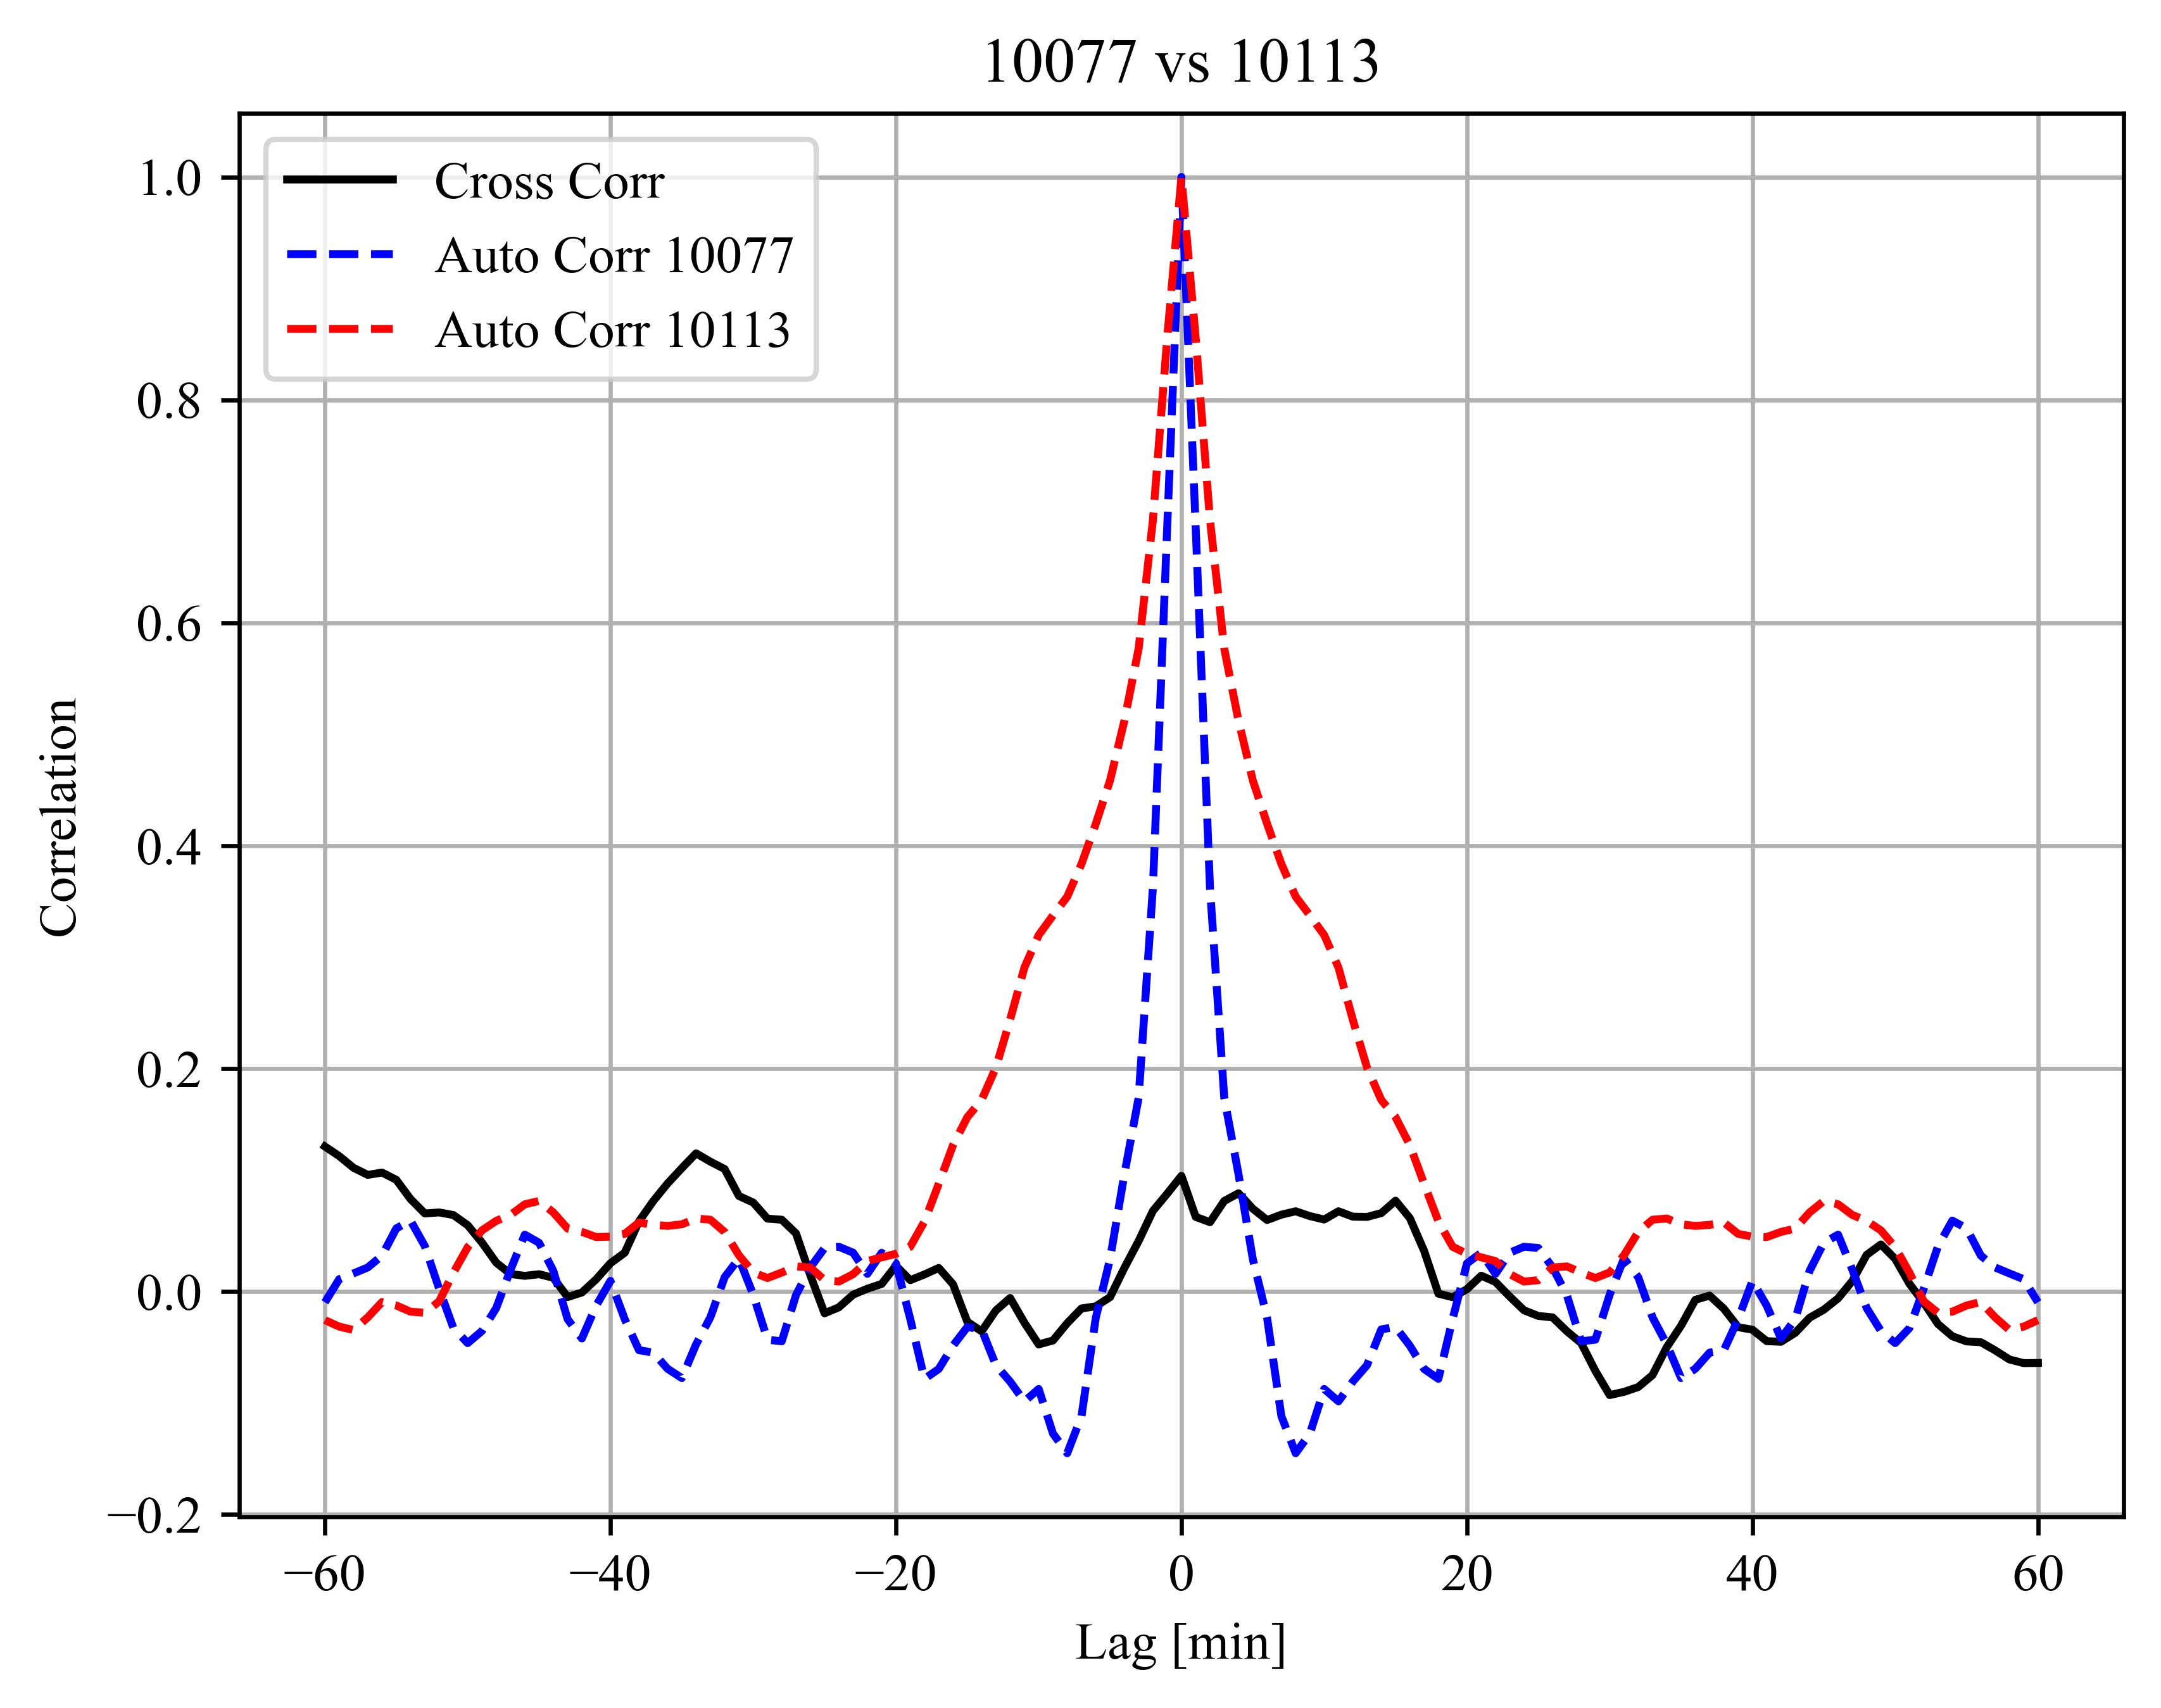 10077 vs 10113
Cross Corr
Auto Corr 10077
Auto Corr 10113
1.0
0.8
0.6
0.4
0.2
0.0
−0.2
Correlation
−60 −40 −20 0 20 40 60
Lag [min]